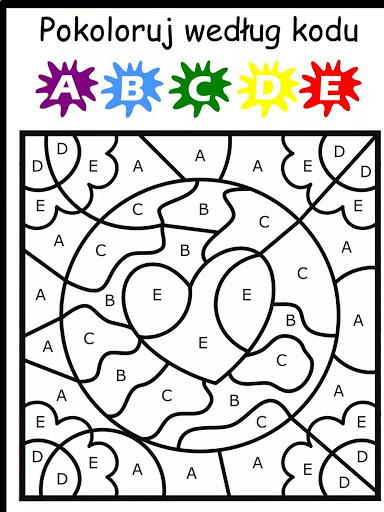 Pokoloruj według kodu
A B C D E
D D E A A A E D D
E C B C E
A C B A
C
A B E E B A
A C E C
B
A C B A
E C E
D E A A A E D
D D